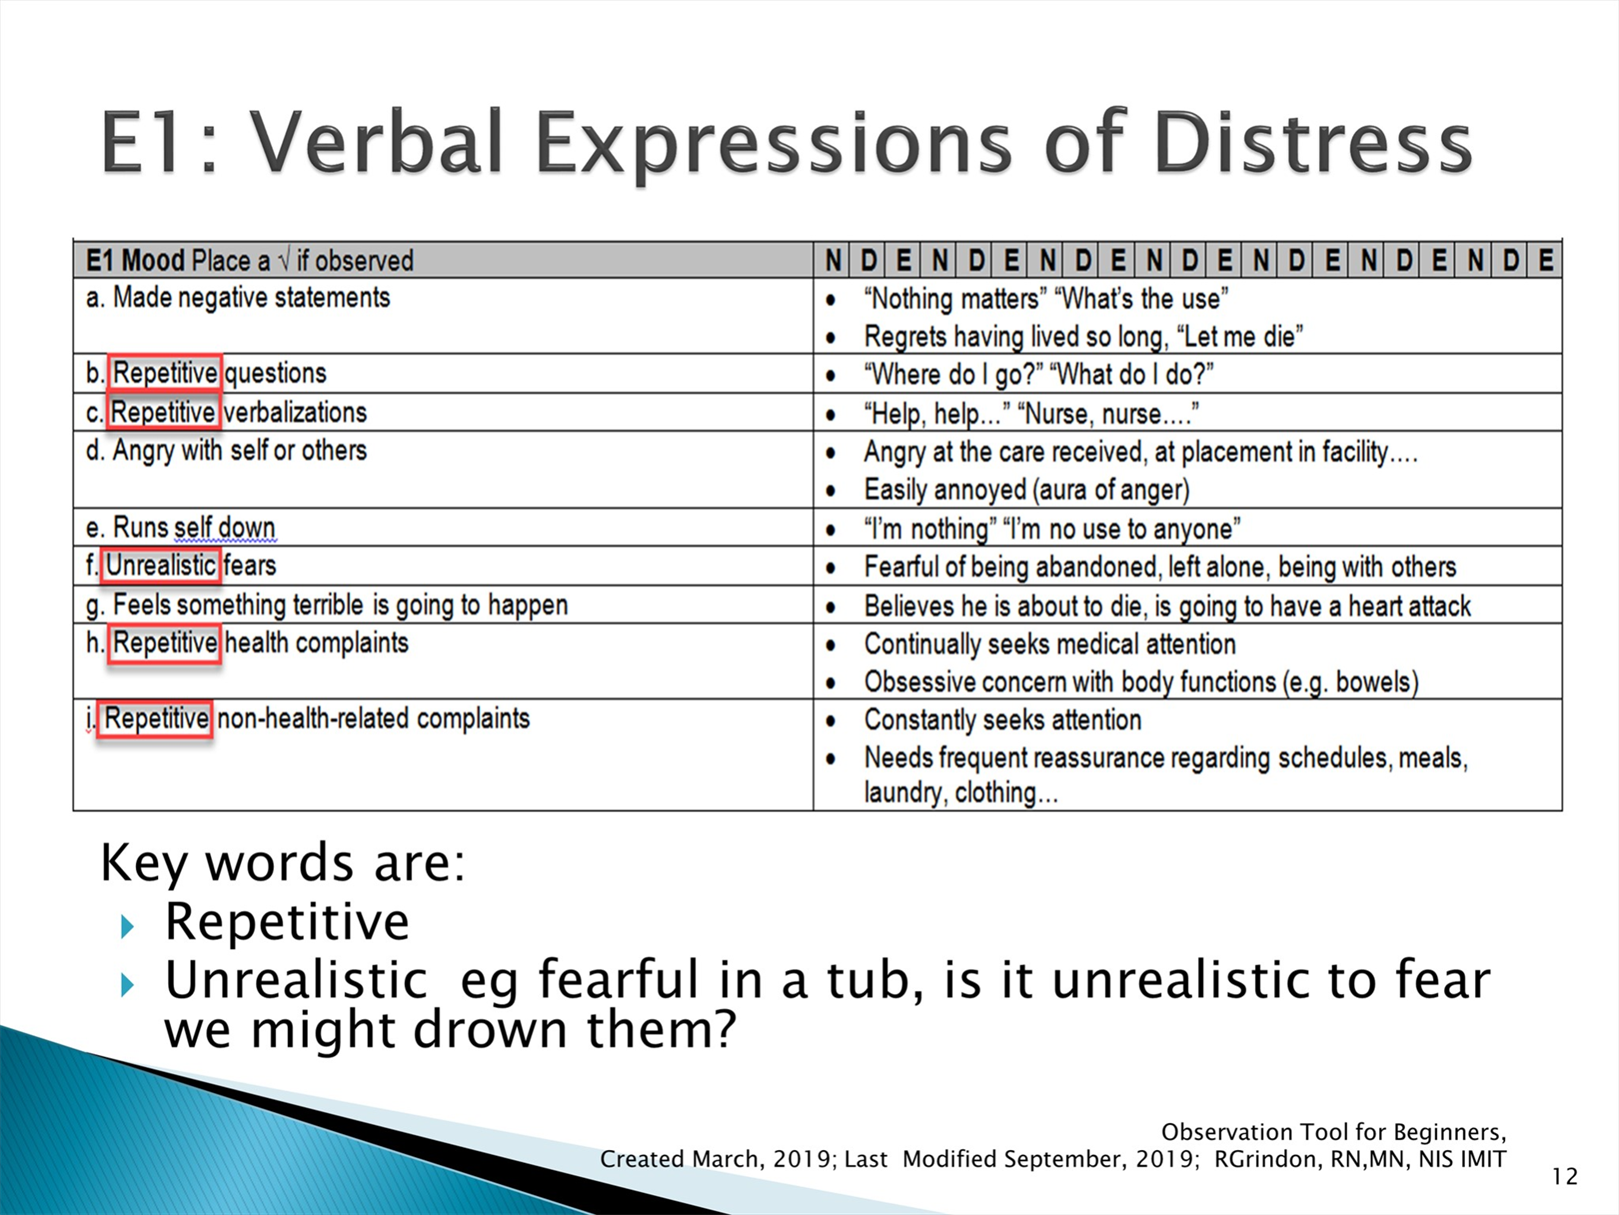 E1: Verbal Expressions of Distress
E1 Mood Place a √ if observed N D E N D E N D E N D E N D E N D E N D E
a. Made negative statements
• “Nothing matters” “What’s the use”
• Regrets having lived so long, “Let me die”
b. Repetitive questions
• “Where do I go?” “What do I do?”
c. Repetitive verbalizations
• “Help, help…” “Nurse, nurse….”
d. Angry with self or others
• Angry at the care received, at placement in facility….
• Easily annoyed (aura of anger)
e. Runs self down
• “I’m nothing” “I’m no use to anyone”
f. Unrealistic fears
• Fearful of being abandoned, left alone, being with others
g. Feels something terrible is going to happen
• Believes he is about to die, is going to have a heart attack
h. Repetitive health complaints
• Continually seeks medical attention
• Obsessive concern with body functions (e.g. bowels)
i. Repetitive non-health-related complaints
• Constantly seeks attention
• Needs frequent reassurance regarding schedules, meals,
laundry, clothing…
Key words are:
Repetitive
Unrealistic eg fearful in a tub, is it unrealistic to fear
we might drown them?
Observation Tool for Beginners,
Created March, 2019; Last Modified September, 2019; RGrindon, RN,MN, NIS IMIT
12